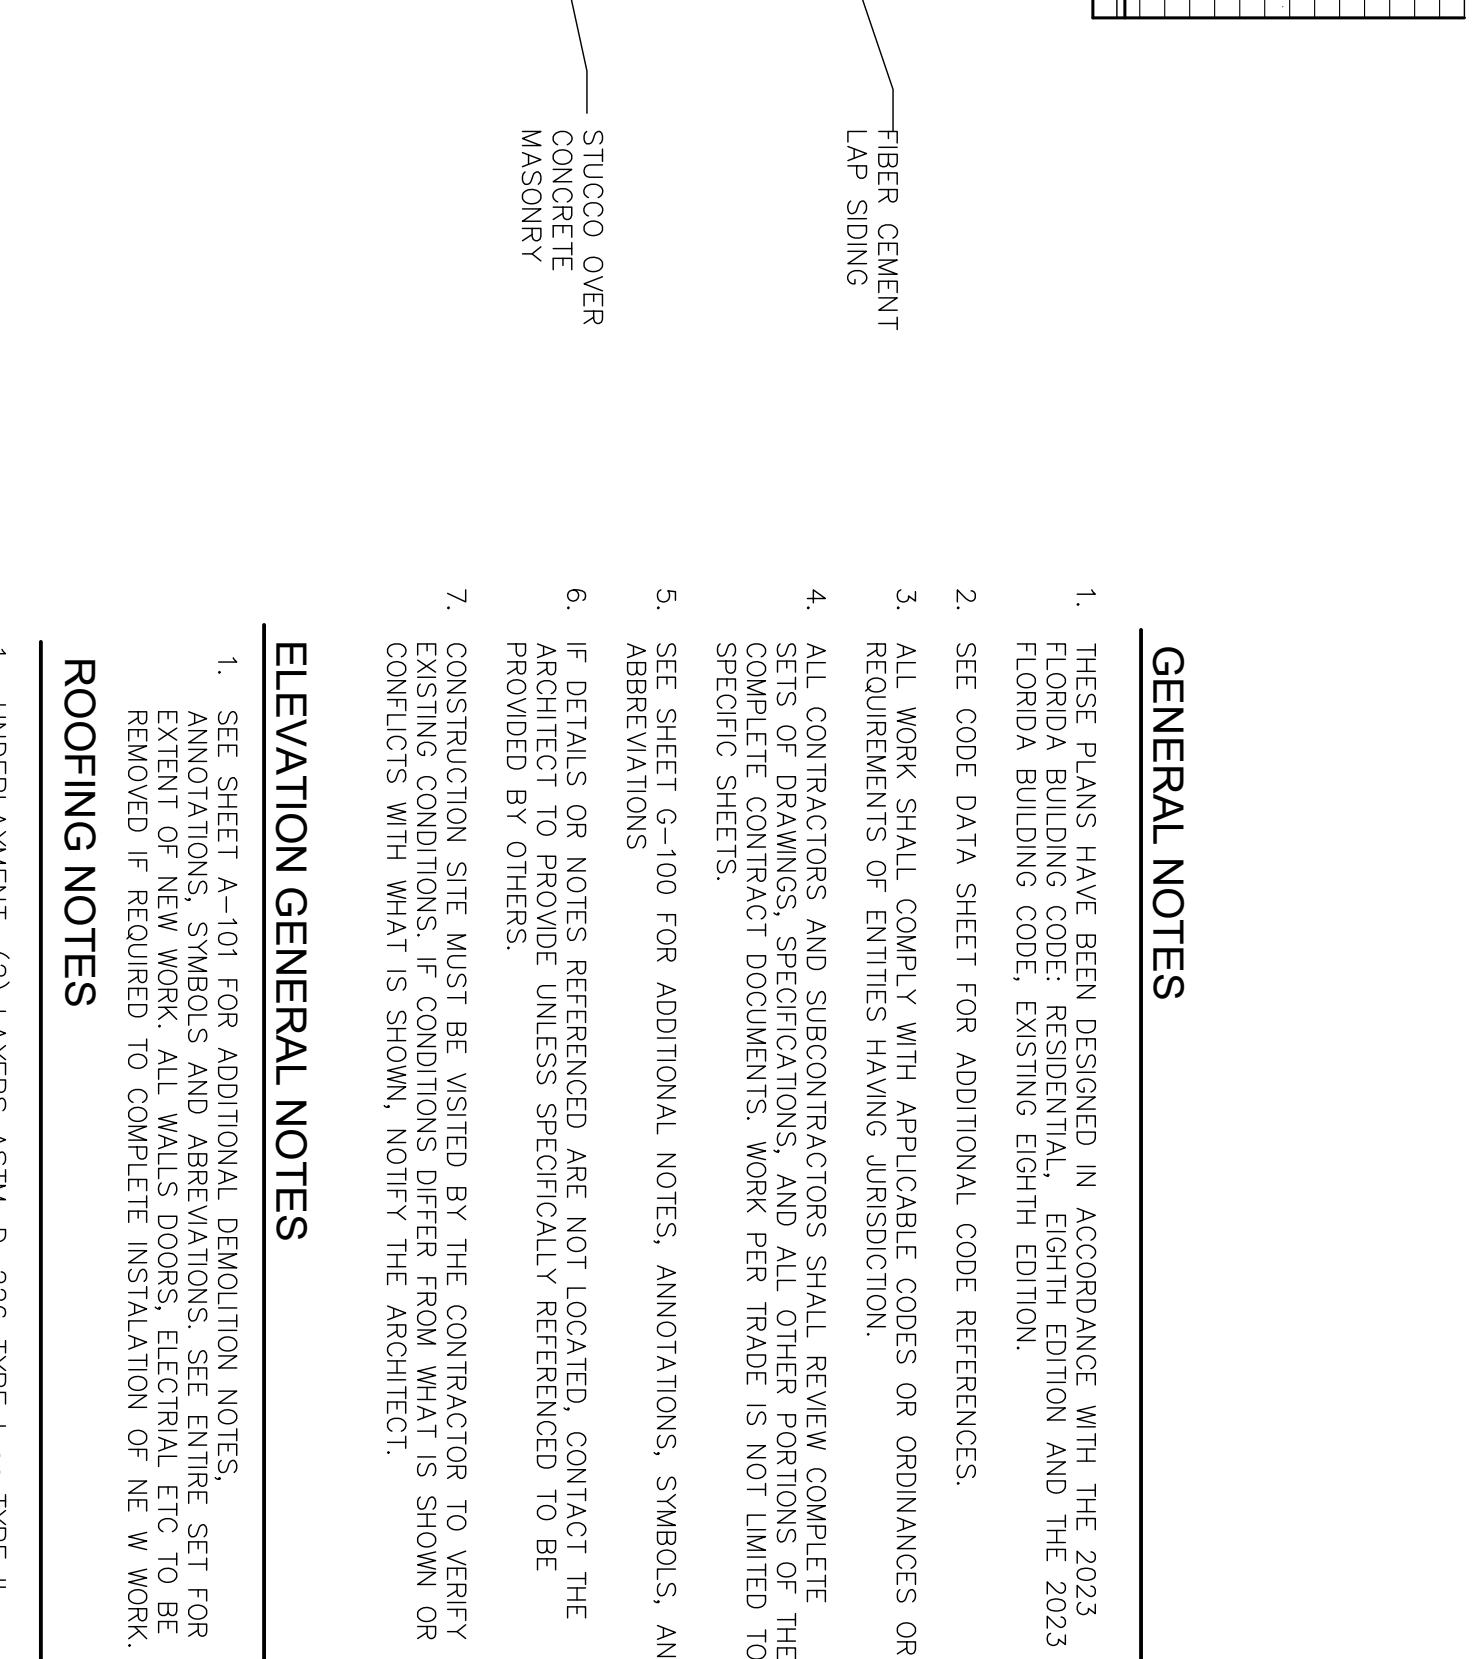 FIBER CEMENT
LAP SIDING
STUCCO OVER
CONCRETE
MASONRY
GENERAL NOTES
1. THESE PLANS HAVE BEEN DESIGNED IN ACCORDANCE WITH THE 2023
FLORIDA BUILDING CODE: RESIDENTIAL, EIGHTH EDITION AND THE 2023
FLORIDA BUILDING CODE, EXISTING EIGHTH EDITION.
2. SEE CODE DATA SHEET FOR ADDITIONAL CODE REFERENCES.
3. ALL WORK SHALL COMPLY WITH APPLICABLE CODES OR ORDINANCES OR
REQUIREMENTS OF ENTITIES HAVING JURISDICTION.
4. ALL CONTRACTORS AND SUBCONTRACTORS SHALL REVIEW COMPLETE
SETS OF DRAWINGS, SPECIFICATIONS, AND ALL OTHER PORTIONS OF THE
COMPLETE CONTRACT DOCUMENTS. WORK PER TRADE IS NOT LIMITED TO
SPECIFIC SHEETS.
5. SEE SHEET G-100 FOR ADDITIONAL NOTES, ANNOTATIONS, SYMBOLS, AN
ABBREVIATIONS
6. IF DETAILS OR NOTES REFERENCED ARE NOT LOCATED, CONTACT THE
ARCHITECT TO PROVIDE UNLESS SPECIFICALLY REFERENCED TO BE
PROVIDED BY OTHERS.
7. CONSTRUCTION SITE MUST BE VISITED BY THE CONTRACTOR TO VERIFY
EXISTING CONDITIONS. IF CONDITIONS DIFFER FROM WHAT IS SHOWN OR
CONFLICTS WITH WHAT IS SHOWN, NOTIFY THE ARCHITECT.
ELEVATION GENERAL NOTES
1. SEE SHEET A-101 FOR ADDITIONAL DEMOLITION NOTES,
ANNOTATIONS, SYMBOLS AND ABREVIATIONS. SEE ENTIRE SET FOR
EXTENT OF NEW WORK. ALL WALLS DOORS, ELECTRIAL ETC TO BE
REMOVED IF REQUIRED TO COMPLETE INSTALATION OF NE W WORK.
ROOFING NOTES
1. UNDERLAYMENT (2) LAYERS ASTM D 226 TYPE I or TYPE II